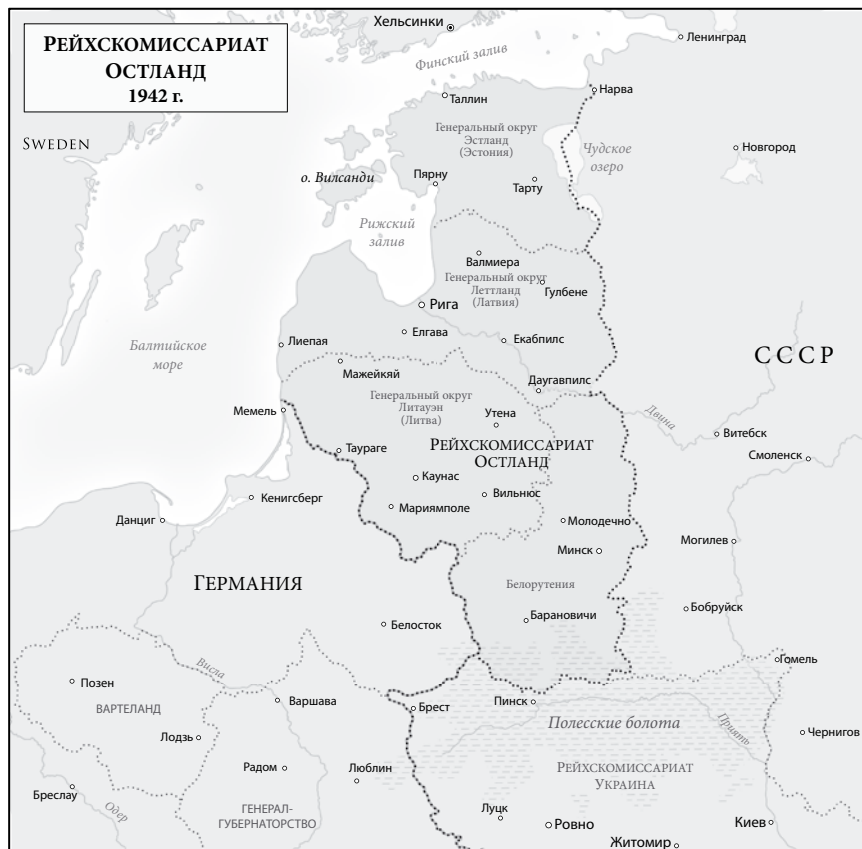 РЕЙХСКОМИССАРИАТ
ОСТЛАНД
1942 г.
Хельсинки
Ленинград
Финский залив
Нарва
Таллин
SWEDEN
Генеральный округ
Эстланд
(Эстония)
Чудское
озеро
Новгород
о. Вилсанди
Пярну
Тарту
Рижский
залив
Валмиера
Генеральный округ
Леттланд
(Латвия)
Гулбене
Рига
Елгава
Екабпилс
Лиепая
Балтийское
море
СССР
Мажейкяй
Даугавпилс
Генеральный округ
Литауэн
(Литва)
Мемель
Утена
Двина
Витебск
Таураге
РЕЙХСКОМИССАРИАТ
ОСТЛАНД
Смоленск
Каунас
Вильнюс
Кенигсберг
Мариямполе
Данциг
Молодечно
Могилев
Минск
ГЕРМАНИЯ
Белорутения
Бобруйск
Барановичи
Белосток
Висла
Гомель
Позен
ВАРТЕЛАНД
Варшава
Брест
Пинск
Полесские болота
Припять
Чернигов
Лодзь
Радом
Люблин
РЕЙХСКОМИССАРИАТ
УКРАИНА
Бреслау
Одер
ГЕНЕРАЛ-
ГУБЕРНАТОРСТВО
Луцк
Ровно
Киев
Житомир